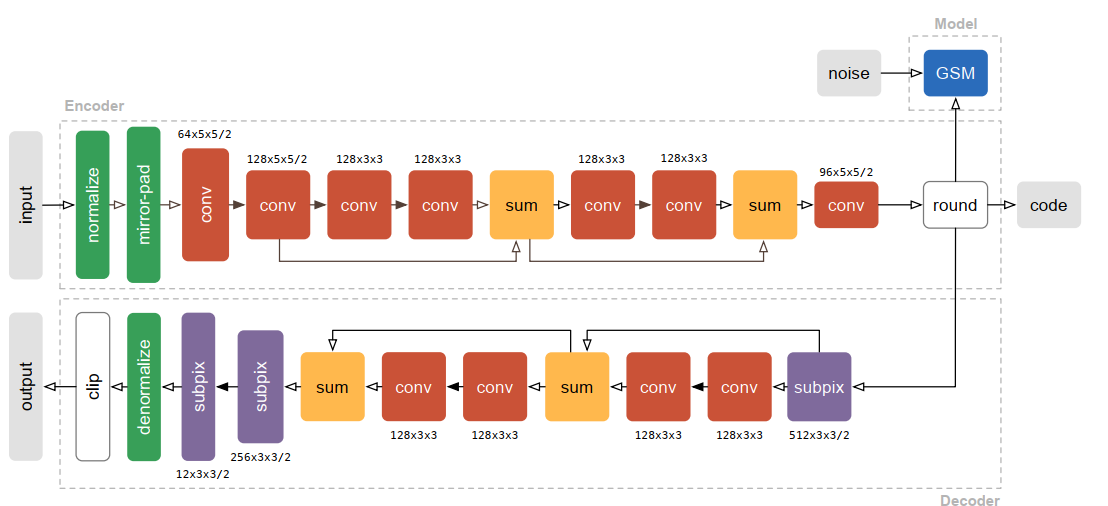 Model
noise
GSM
Encoder
64x5x5/2
128x5x5/2
128x3x3
128x3x3
128x3x3
128x3x3
96x5x5/2
input
normalize
mirror-pad
conv
conv
conv
conv
sum
conv
conv
sum
conv
round
code
output
clip
denormalize
subpix
subpix
sum
conv
conv
sum
conv
conv
subpix
12x3x3/2
256x3x3/2
128x3x3
128x3x3
128x3x3
128x3x3
512x3x3/2
Decoder